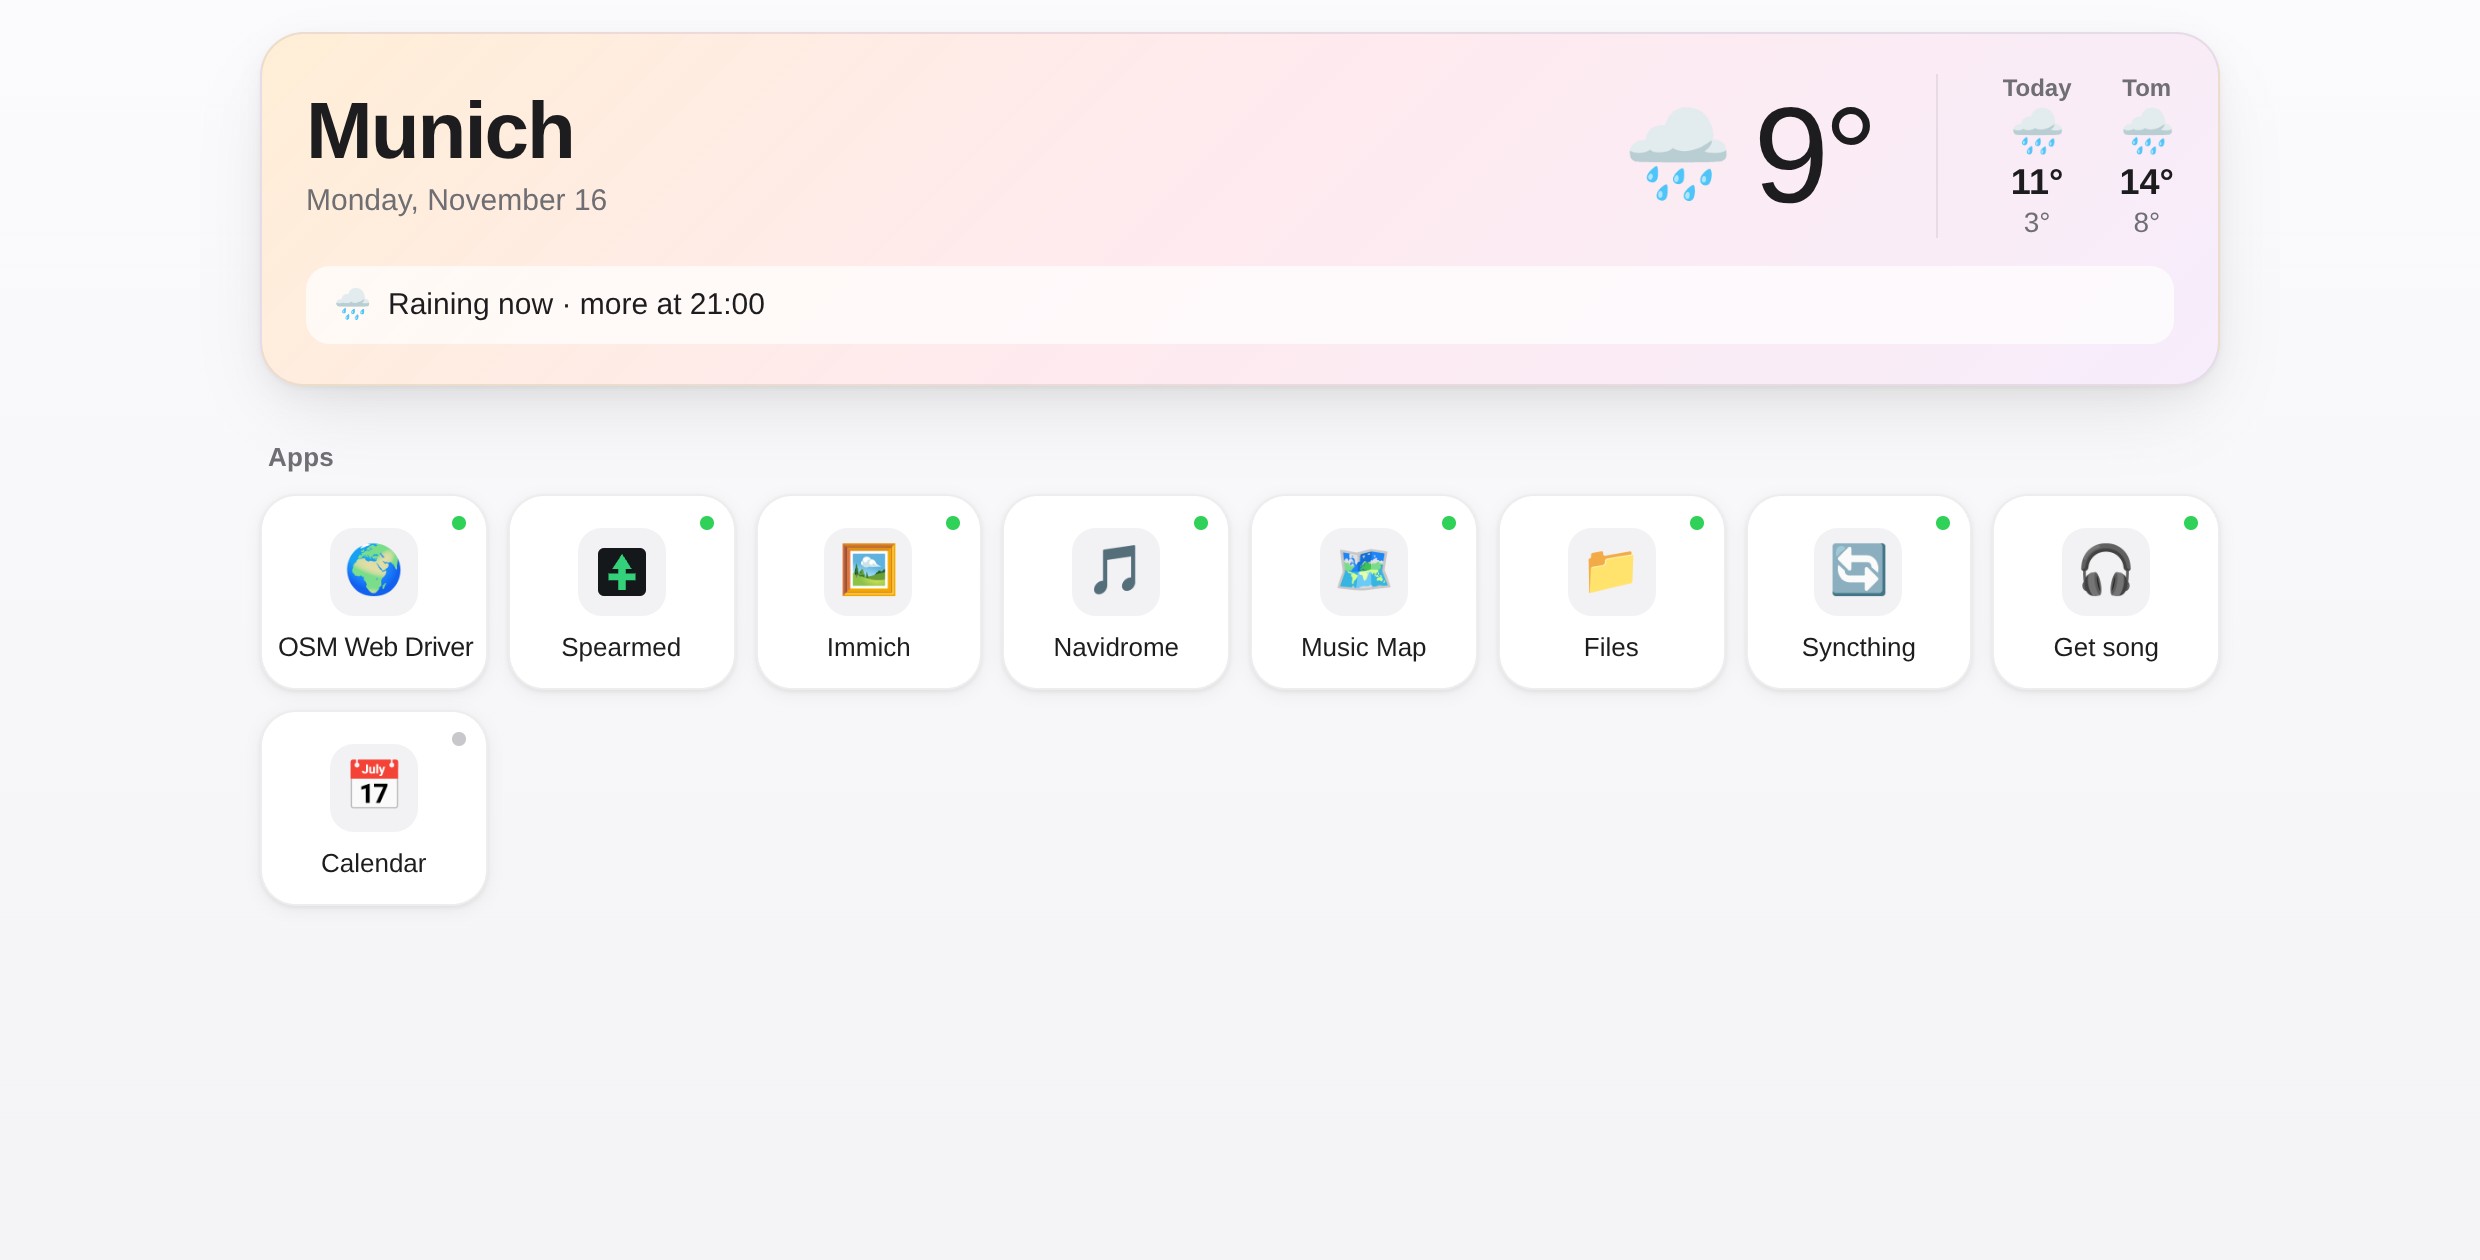 Munich
Monday, November 16
9°
Today
11°
3°
Tom
14°
8°
Raining now · more at 21:00
Apps
OSM Web Driver
Spearmed
Immich
Navidrome
Music Map
Files
Syncthing
Get song
July
17
Calendar